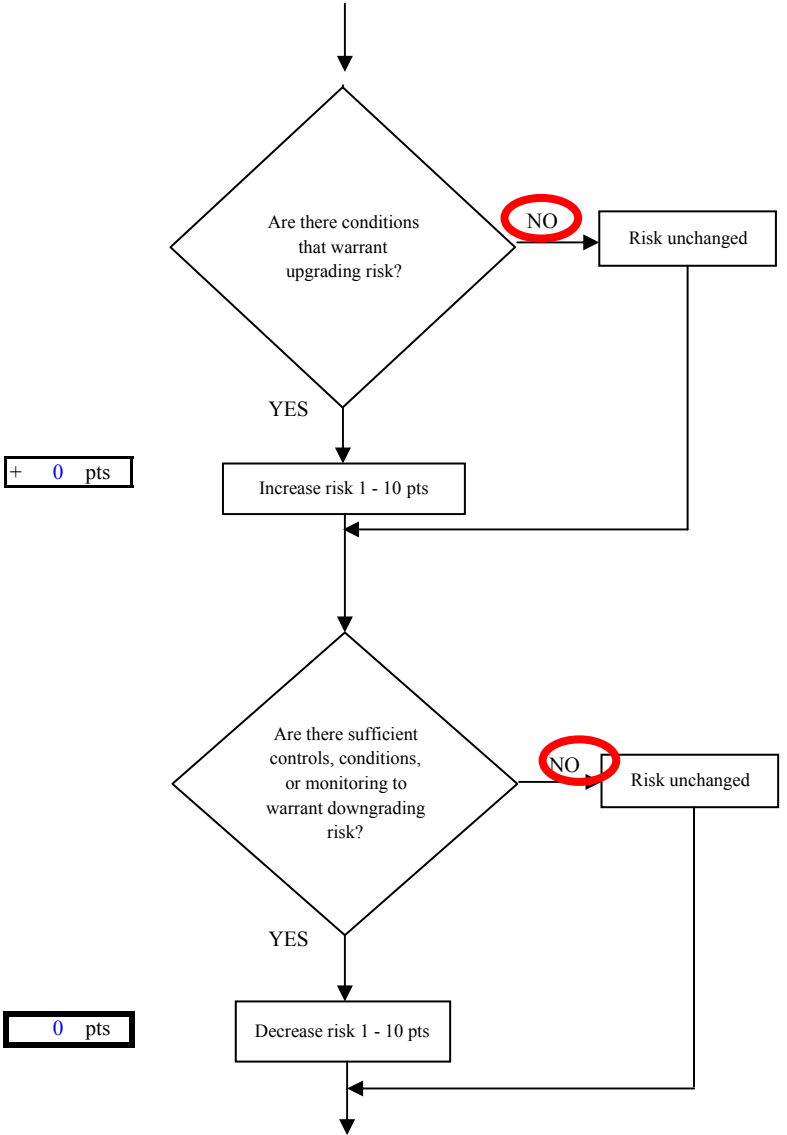 Are there conditions
that warrant
upgrading risk?
NO
Risk unchanged
YES
+ 0 pts
Increase risk 1 - 10 pts
Are there sufficient
controls, conditions,
or monitoring to
warrant downgrading
risk?
NO
Risk unchanged
YES
0 pts
Decrease risk 1 - 10 pts